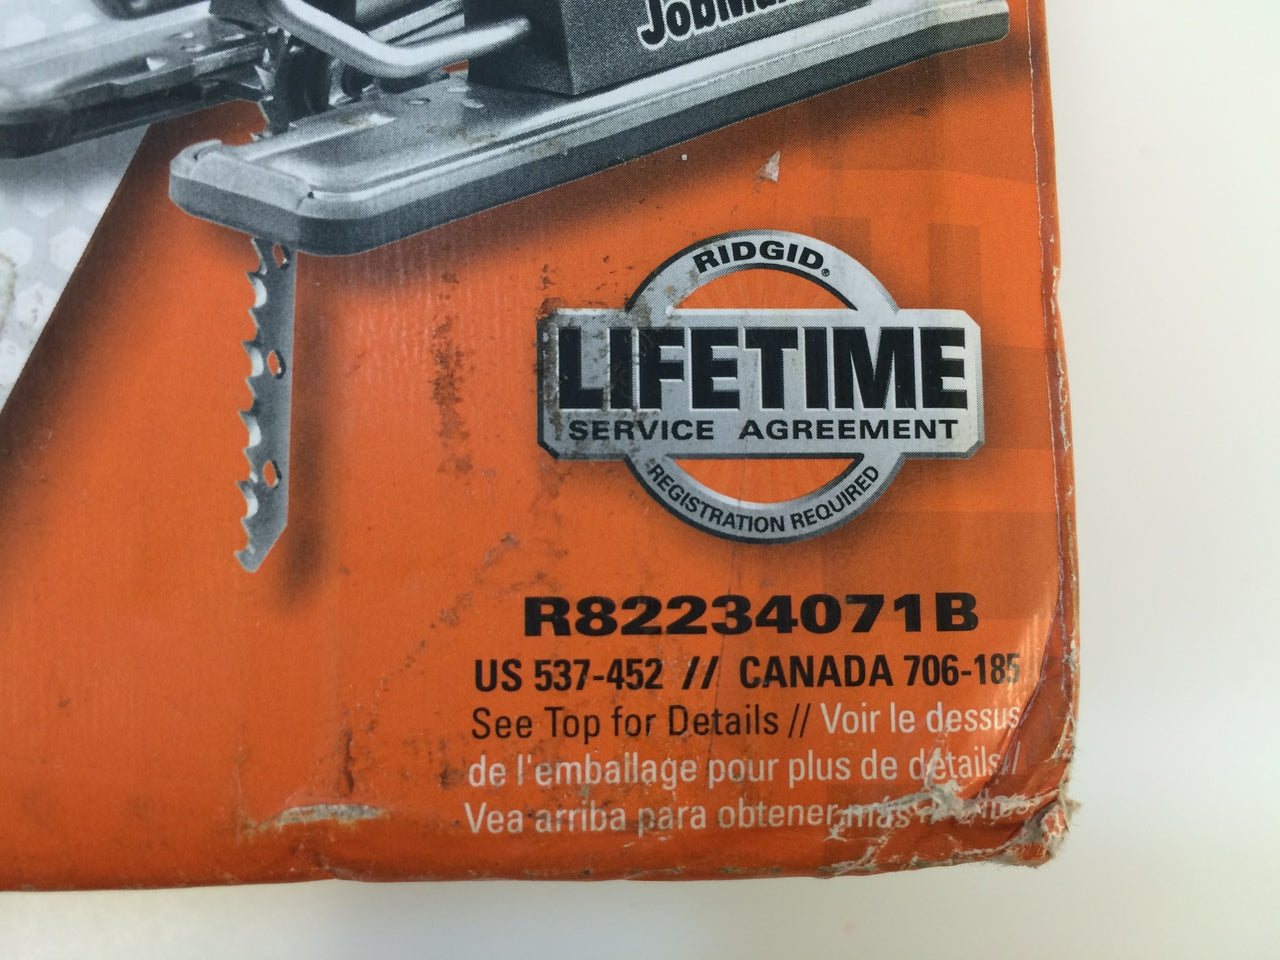 RIDGID®
LIFETIME
SERVICE AGREEMENT
REGISTRATION REQUIRED
R82234071B
US 537-452 // CANADA 706-185
See Top for Details // Voir le dessus
de l'emballage pour plus de détails //
Vea arriba para obtener más